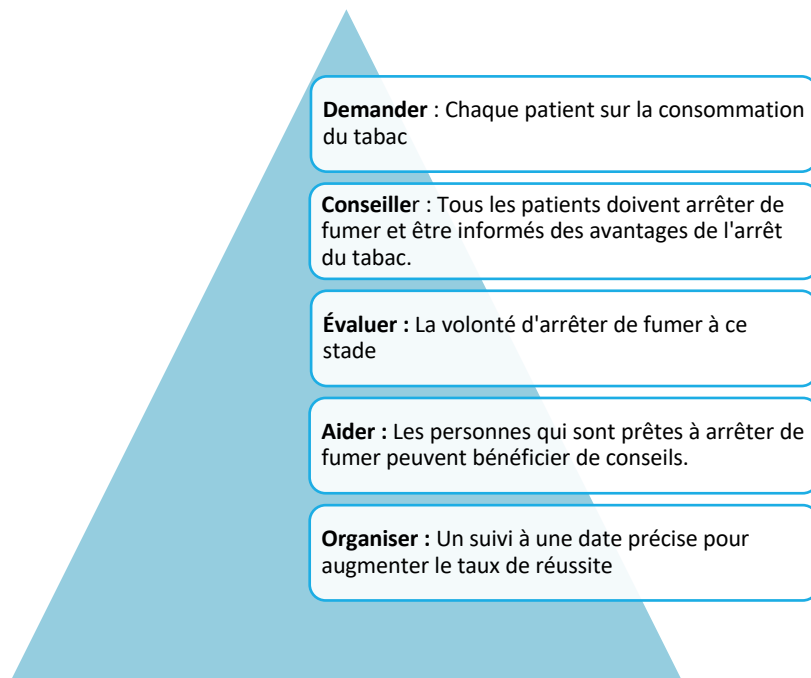 Demander : Chaque patient sur la consommation
du tabac
Conseiller : Tous les patients doivent arrêter de
fumer et être informés des avantages de l'arrêt
du tabac.
Évaluer : La volonté d'arrêter de fumer à ce
stade
Aider : Les personnes qui sont prêtes à arrêter de
fumer peuvent bénéficier de conseils.
Organiser : Un suivi à une date précise pour
augmenter le taux de réussite